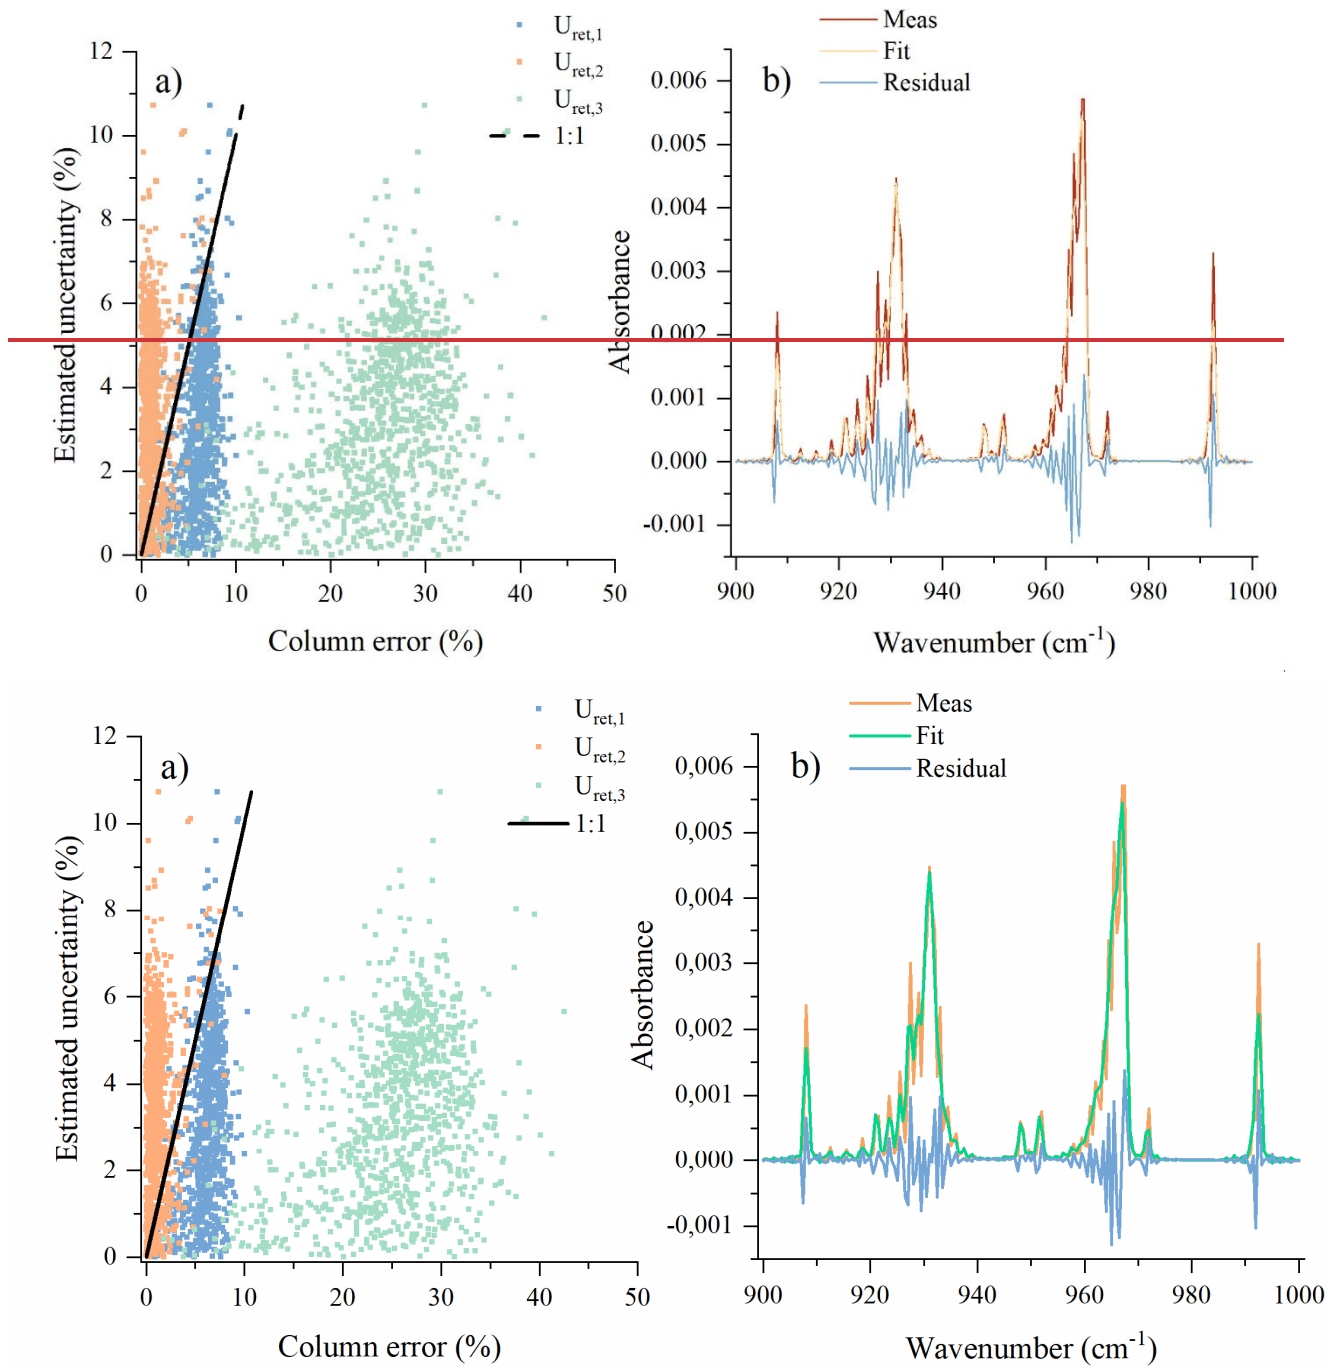 a)
U_ret,1
U_ret,2
U_ret,3
1:1
12
10
8
6
4
2
0
Estimated uncertainty (%)
0 10 20 30 40 50
Column error (%)
b)
Meas
Fit
Residual
0.006
0.005
0.004
0.003
0.002
0.001
0.000
-0.001
Absorbance
900 920 940 960 980 1000
Wavenumber (cm⁻¹)
a)
U_ret,1
U_ret,2
U_ret,3
1:1
12
10
8
6
4
2
0
Estimated uncertainty (%)
0 10 20 30 40 50
Column error (%)
b)
Meas
Fit
Residual
0,006
0,005
0,004
0,003
0,002
0,001
0,000
-0,001
Absorbance
900 920 940 960 980 1000
Wavenumber (cm⁻¹)